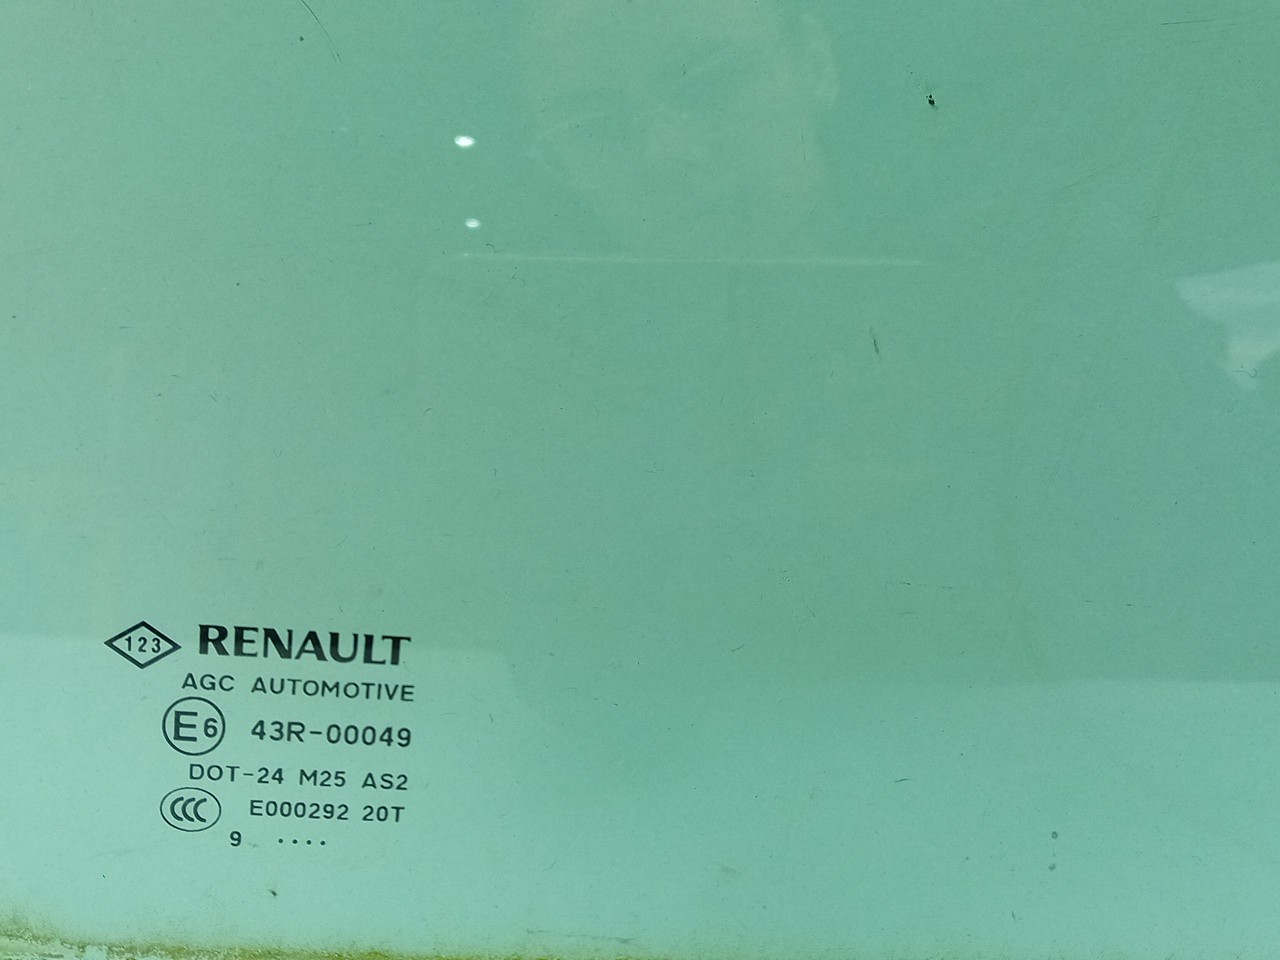 123 RENAULT
AGC AUTOMOTIVE
E6 43R-00049
DOT-24 M25 AS2
CCC E000292 20T
9 ....